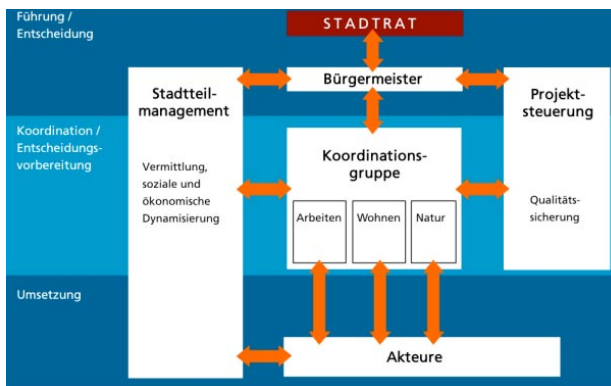 Führung /
Entscheidung
STADTRAT
Bürgermeister
Stadtteil-
management
Projekt-
steuerung
Koordination /
Entscheidungs-
vorbereitung
Vermittlung,
soziale und
ökonomische
Dynamisierung
Koordinations-
gruppe
Arbeiten
Wohnen
Natur
Qualitäts-
sicherung
Umsetzung
Akteure